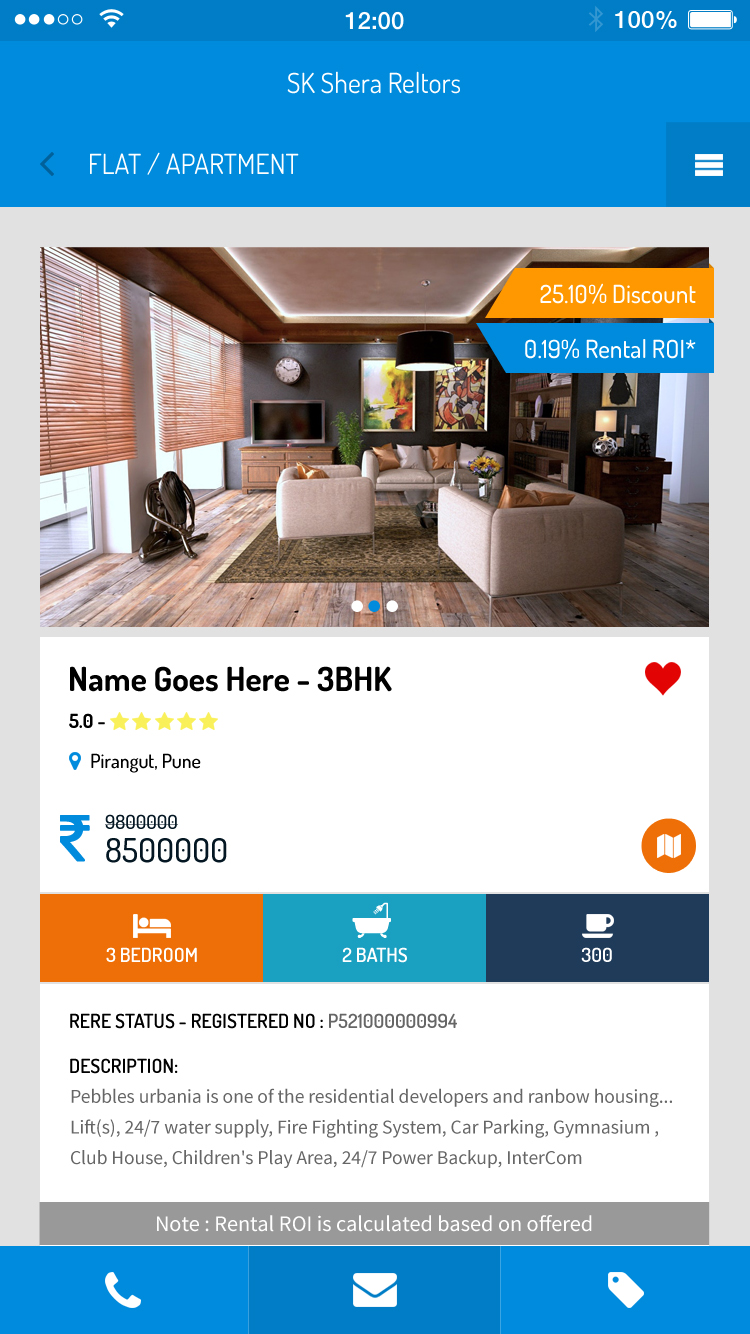 12:00
100%
SK Shera Reltors
FLAT / APARTMENT
25.10% Discount
0.19% Rental ROI*
Name Goes Here - 3BHK
5.0 -
Pirangut, Pune
₹
9800000
8500000
3 BEDROOM
2 BATHS
300
RERE STATUS - REGISTERED NO : P521000000994
DESCRIPTION:
Pebbles urbania is one of the residential developers and ranbow housing...
Lift(s), 24/7 water supply, Fire Fighting System, Car Parking, Gymnasium ,
Club House, Children's Play Area, 24/7 Power Backup, InterCom
Note : Rental ROI is calculated based on offered